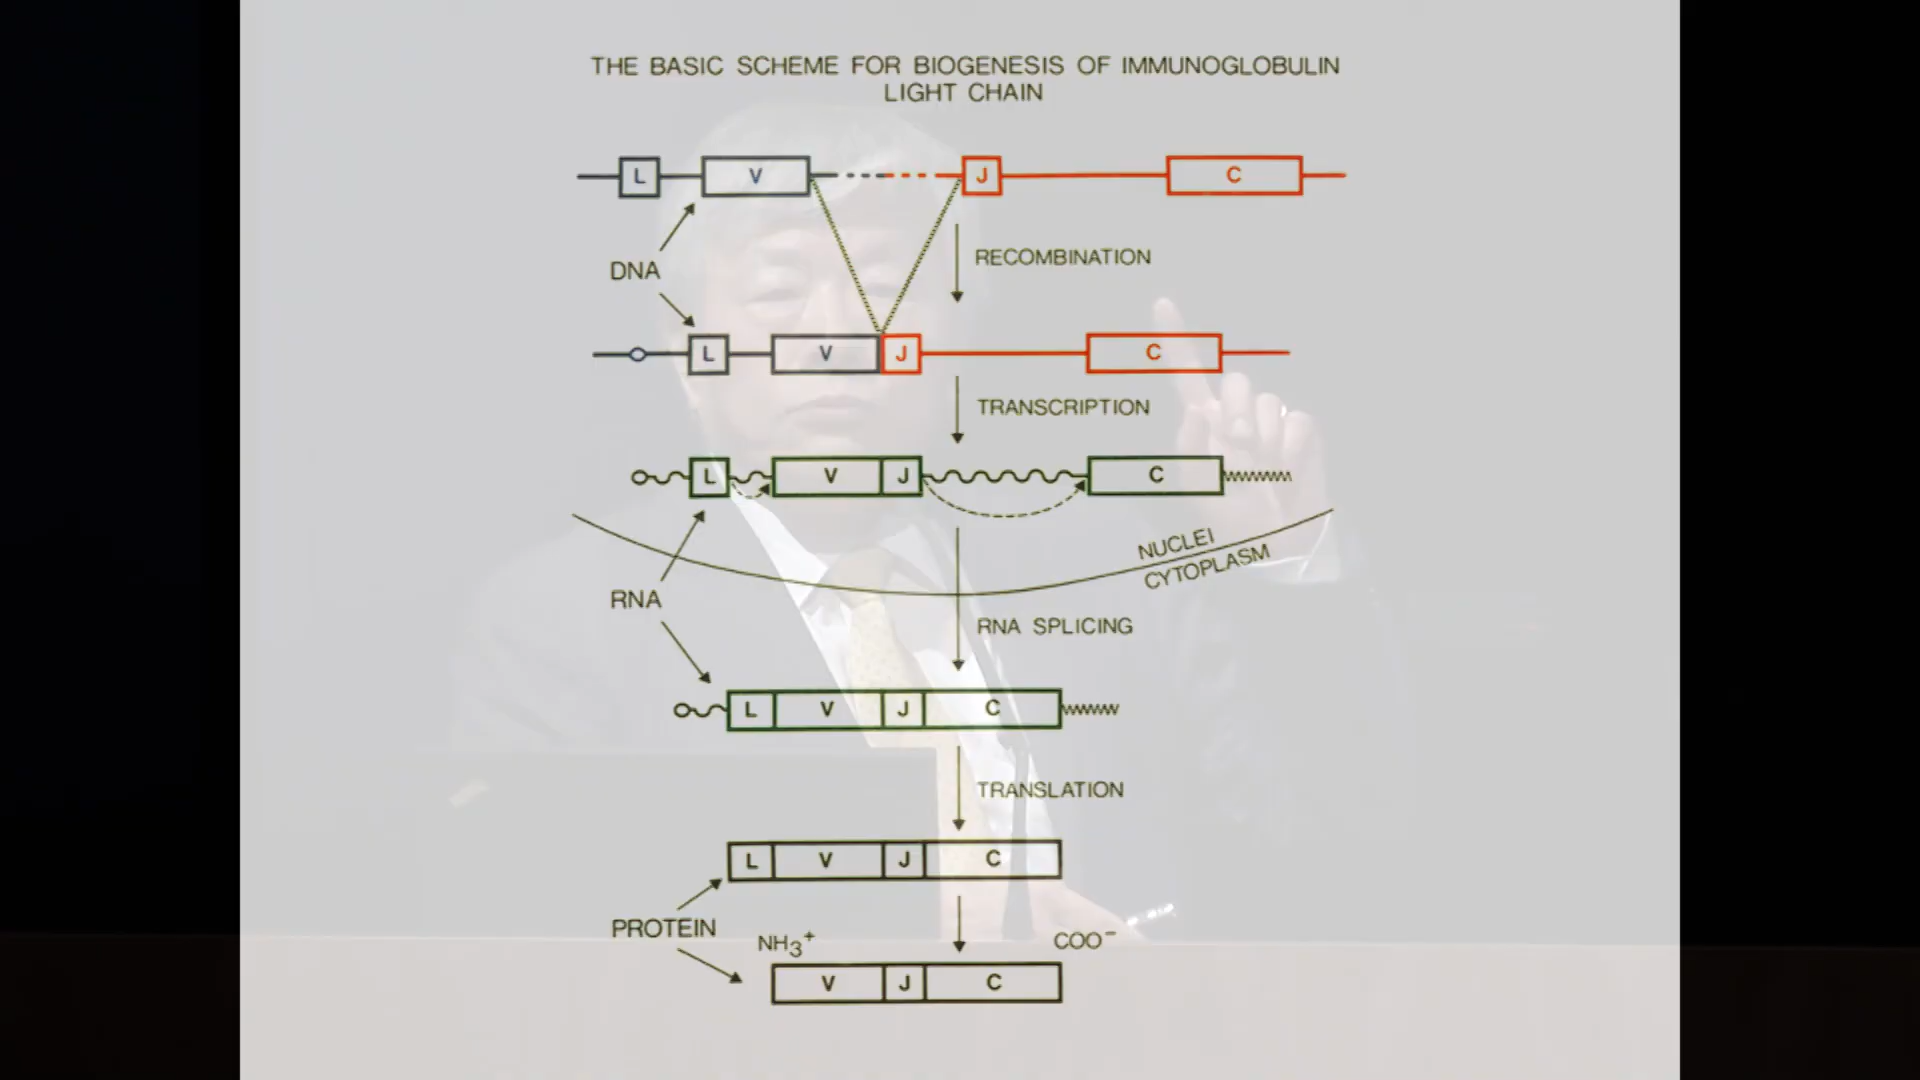 THE BASIC SCHEME FOR BIOGENESIS OF IMMUNOGLOBULIN
LIGHT CHAIN
L V J C
DNA
RECOMBINATION
L V J C
TRANSCRIPTION
L V J C
NUCLEI
CYTOPLASM
RNA
RNA SPLICING
L V J C
TRANSLATION
L V J C
PROTEIN
NH3+ COO−
V J C